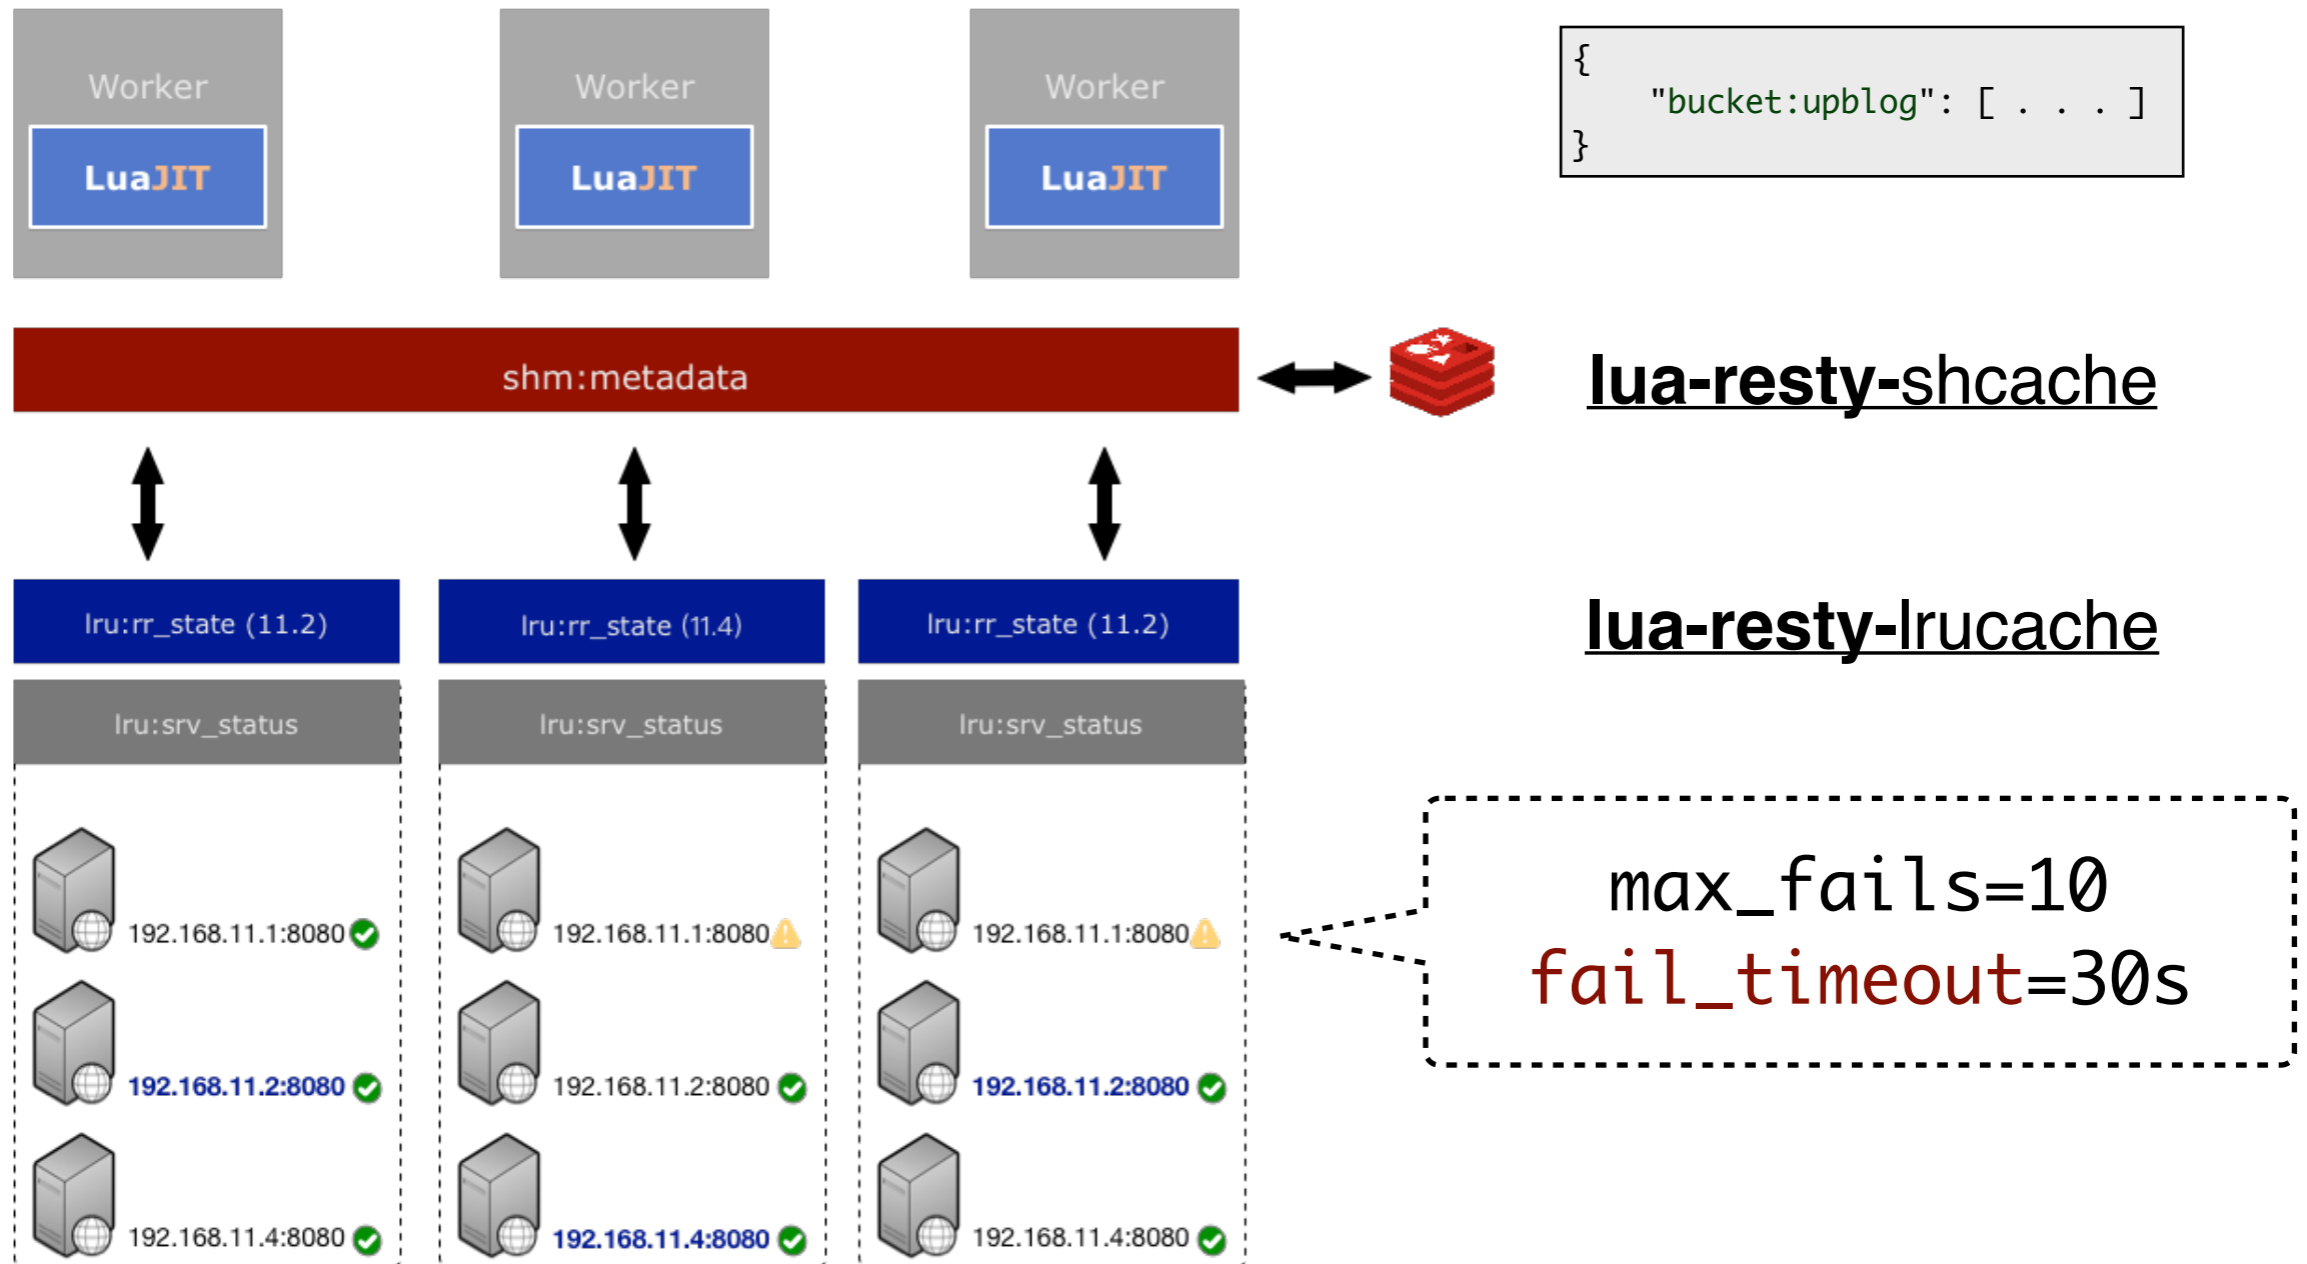 Worker
LuaJIT
Worker
LuaJIT
Worker
LuaJIT
{
"bucket:upblog": [ . . . ]
}
shm:metadata
lua-resty-shcache
lru:rr_state (11.2)
lru:rr_state (11.4)
lru:rr_state (11.2)
lua-resty-lrucache
lru:srv_status
lru:srv_status
lru:srv_status
192.168.11.1:8080
192.168.11.2:8080
192.168.11.4:8080
192.168.11.1:8080
192.168.11.2:8080
192.168.11.4:8080
192.168.11.1:8080
192.168.11.2:8080
192.168.11.4:8080
max_fails=10
fail_timeout=30s